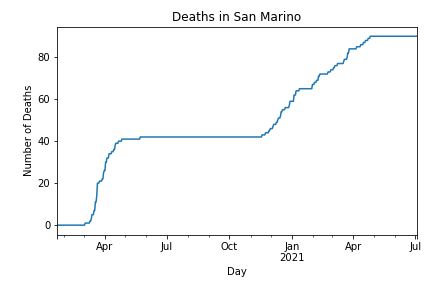 Deaths in San Marino
Number of Deaths
80
60
40
20
0
Apr
Jul
Oct
Jan
2021
Apr
Jul
Day